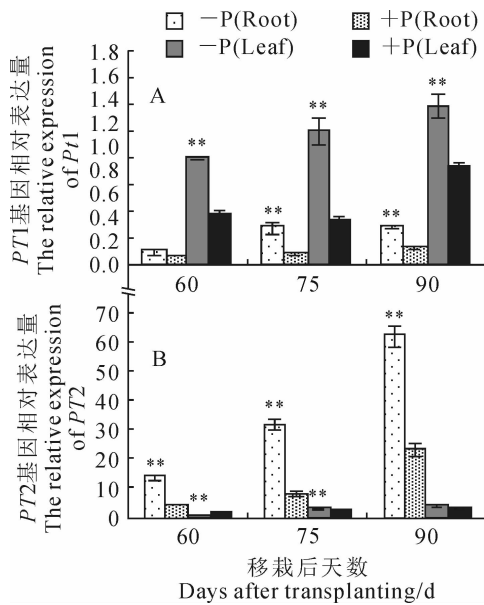 −P(Root) +P(Root)
−P(Leaf) +P(Leaf)
PT1基因相对表达量
The relative expression
of Pt1
1.8
1.6
1.4
1.2
1.0
0.8
0.6
0.4
0.2
0.0
A
**
**
**
**
**
60 75 90
PT2基因相对表达量
The relative expression
of PT2
70
60
50
40
30
20
10
0
B
**
**
**
**
**
60 75 90
移栽后天数
Days after transplanting/d